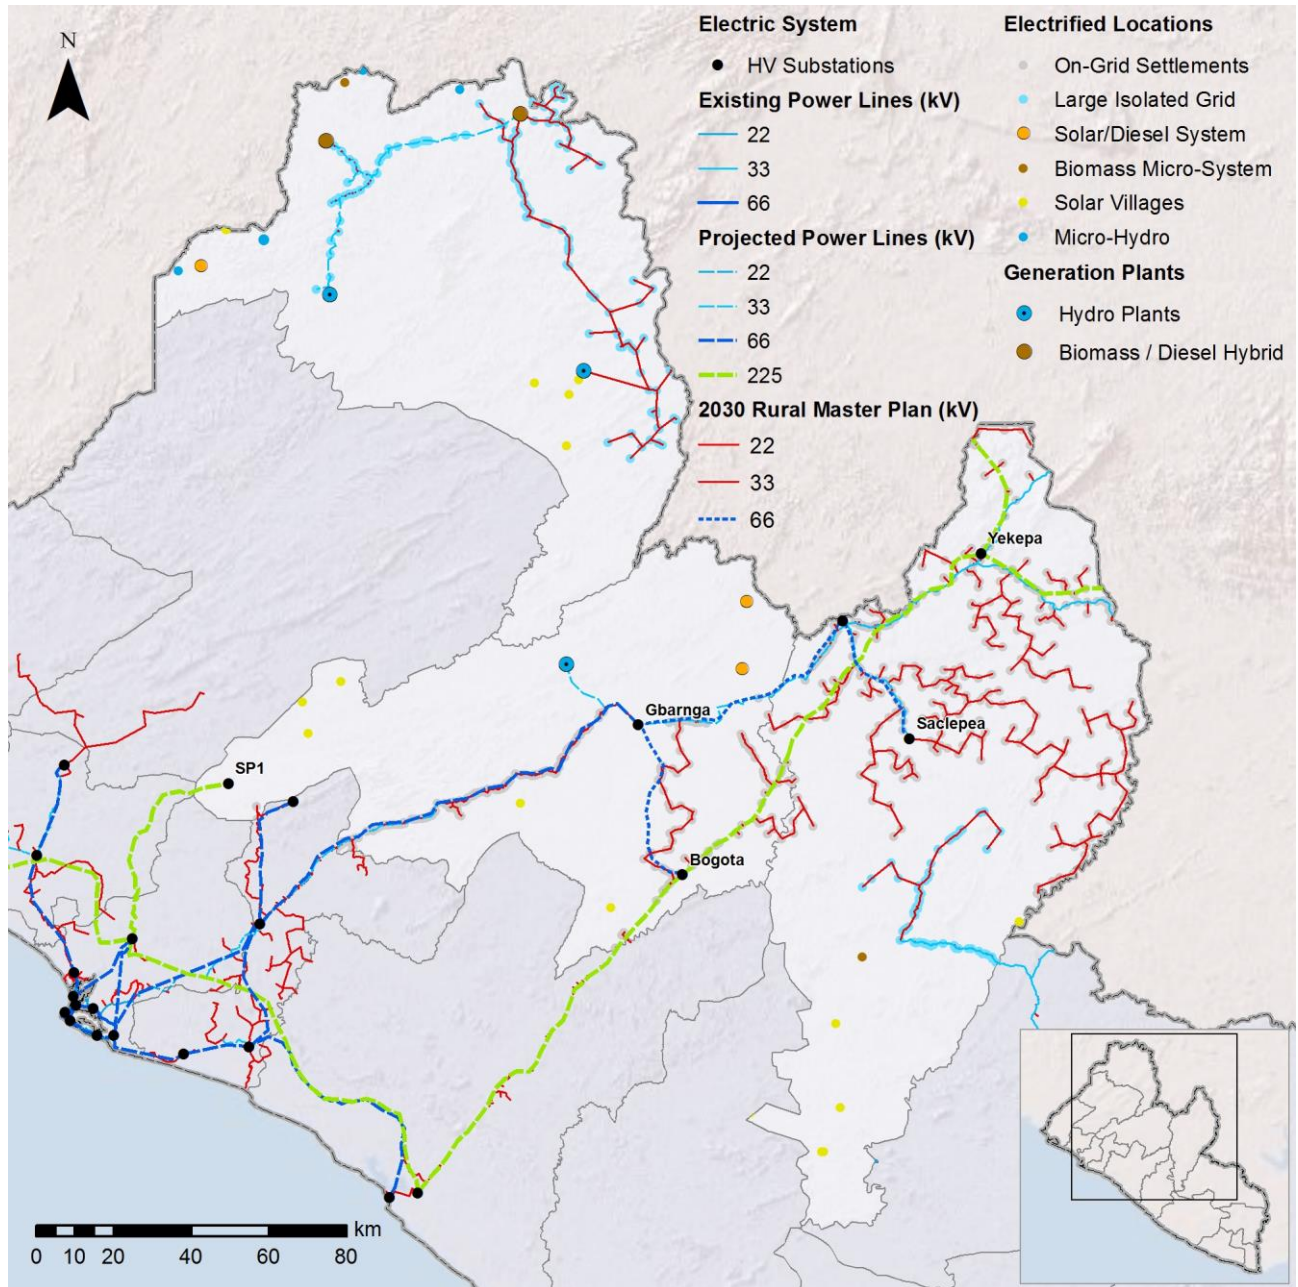 N
Electric System
HV Substations
Existing Power Lines (kV)
22
33
66
Projected Power Lines (kV)
22
33
66
225
2030 Rural Master Plan (kV)
22
33
66
Electrified Locations
On-Grid Settlements
Large Isolated Grid
Solar/Diesel System
Biomass Micro-System
Solar Villages
Micro-Hydro
Generation Plants
Hydro Plants
Biomass / Diesel Hybrid
Yekepa
Gbarnga
Saclepea
SP1
Bogota
km
0 10 20 40 60 80